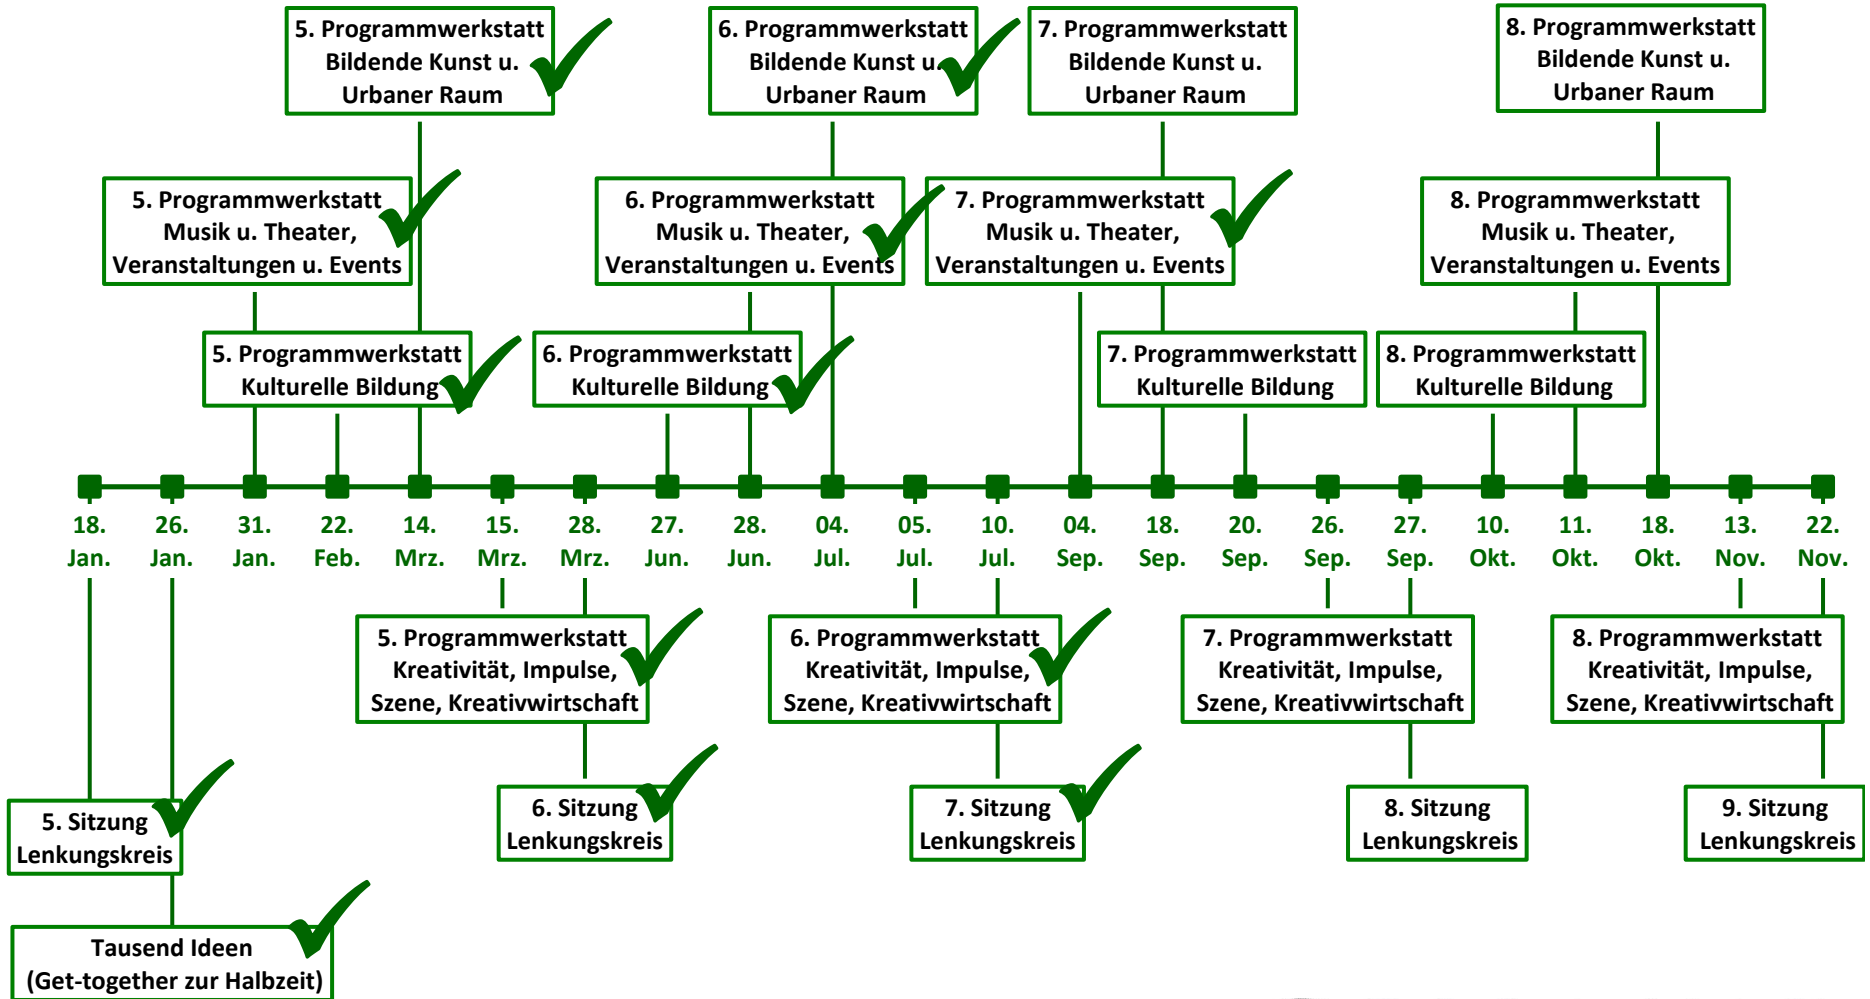 5. Programmwerkstatt
Bildende Kunst u.
Urbaner Raum
6. Programmwerkstatt
Bildende Kunst u.
Urbaner Raum
7. Programmwerkstatt
Bildende Kunst u.
Urbaner Raum
8. Programmwerkstatt
Bildende Kunst u.
Urbaner Raum
5. Programmwerkstatt
Musik u. Theater,
Veranstaltungen u. Events
6. Programmwerkstatt
Musik u. Theater,
Veranstaltungen u. Events
7. Programmwerkstatt
Musik u. Theater,
Veranstaltungen u. Events
8. Programmwerkstatt
Musik u. Theater,
Veranstaltungen u. Events
5. Programmwerkstatt
Kulturelle Bildung
6. Programmwerkstatt
Kulturelle Bildung
7. Programmwerkstatt
Kulturelle Bildung
8. Programmwerkstatt
Kulturelle Bildung
18.
Jan.
26.
Jan.
31.
Jan.
22.
Feb.
14.
Mrz.
15.
Mrz.
28.
Mrz.
27.
Jun.
28.
Jun.
04.
Jul.
05.
Jul.
10.
Jul.
04.
Sep.
18.
Sep.
20.
Sep.
26.
Sep.
27.
Sep.
10.
Okt.
11.
Okt.
18.
Okt.
13.
Nov.
22.
Nov.
5. Programmwerkstatt
Kreativität, Impulse,
Szene, Kreativwirtschaft
6. Programmwerkstatt
Kreativität, Impulse,
Szene, Kreativwirtschaft
7. Programmwerkstatt
Kreativität, Impulse,
Szene, Kreativwirtschaft
8. Programmwerkstatt
Kreativität, Impulse,
Szene, Kreativwirtschaft
5. Sitzung
Lenkungskreis
6. Sitzung
Lenkungskreis
7. Sitzung
Lenkungskreis
8. Sitzung
Lenkungskreis
9. Sitzung
Lenkungskreis
Tausend Ideen
(Get-together zur Halbzeit)